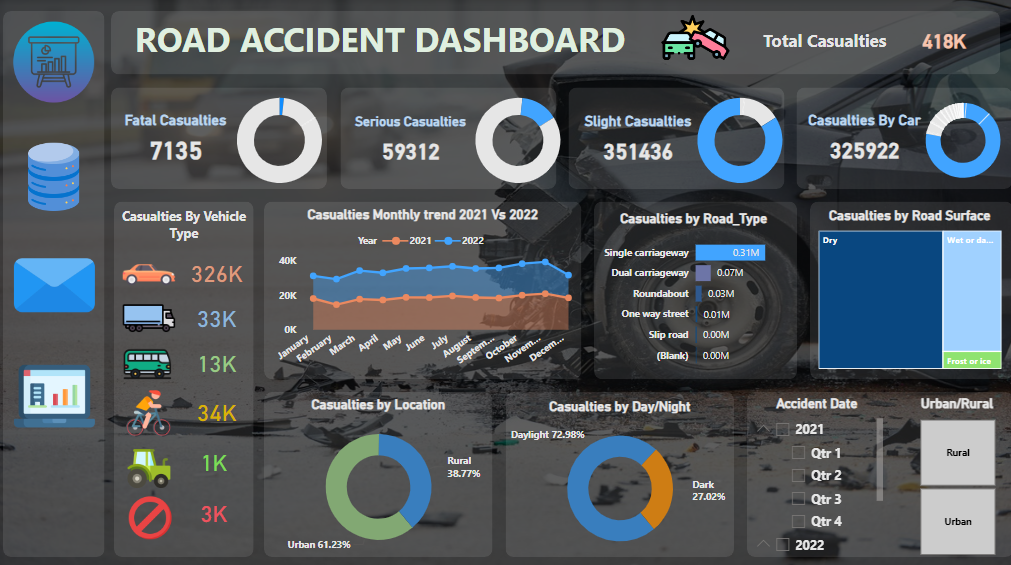 ROAD ACCIDENT DASHBOARD
Total Casualties
418K
Fatal Casualties
7135
Serious Casualties
59312
Slight Casualties
351436
Casualties By Car
325922
Casualties By Vehicle
Type
326K
33K
13K
34K
1K
3K
Casualties Monthly trend 2021 Vs 2022
Year 2021 2022
40K
20K
0K
January
February
March
April
May
June
July
August
Septem...
October
Novem...
Decem...
Casualties by Road_Type
Single carriageway 0.31M
Dual carriageway 0.07M
Roundabout 0.03M
One way street 0.01M
Slip road 0.00M
(Blank) 0.00M
Casualties by Road Surface
Dry
Wet or da...
Frost or ice
Casualties by Location
Rural
38.77%
Urban 61.23%
Casualties by Day/Night
Daylight 72.98%
Dark
27.02%
Accident Date
2021
Qtr 1
Qtr 2
Qtr 3
Qtr 4
2022
Urban/Rural
Rural
Urban